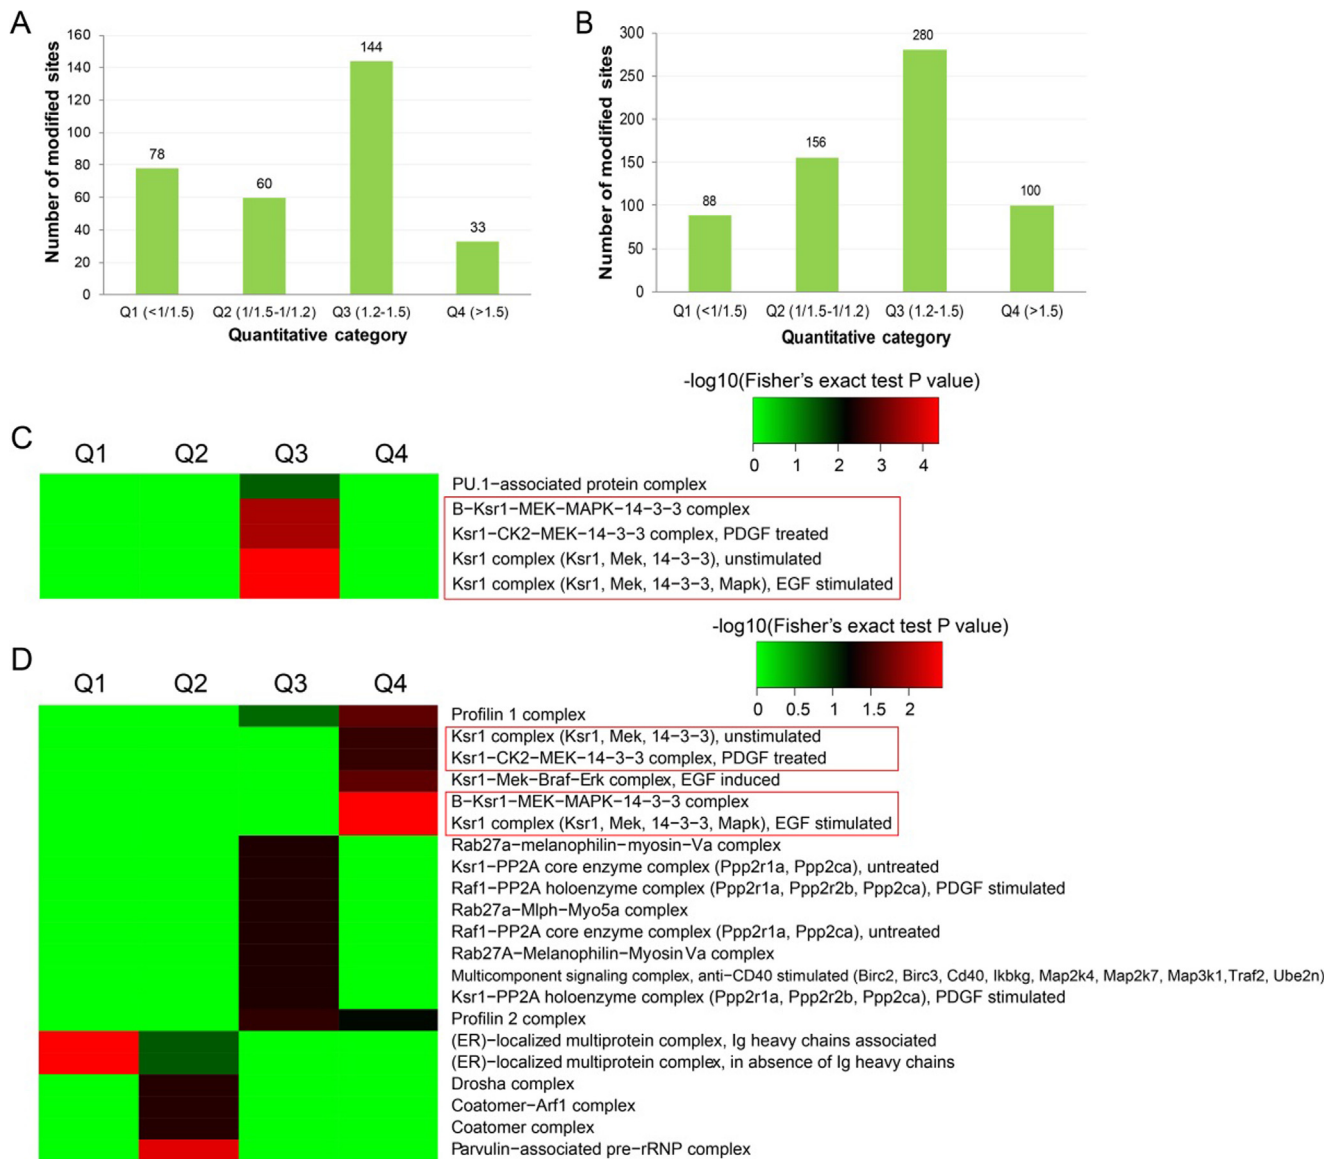 A
Number of modified sites
160
140
120
100
80
60
40
20
0
78
60
144
33
Q1 (<1/1.5)
Q2 (1/1.5-1/1.2)
Q3 (1.2-1.5)
Q4 (>1.5)
Quantitative category
B
Number of modified sites
300
250
200
150
100
50
0
88
156
280
100
Q1 (<1/1.5)
Q2 (1/1.5-1/1.2)
Q3 (1.2-1.5)
Q4 (>1.5)
Quantitative category
-log10(Fisher's exact test P value)
0 1 2 3 4
C
Q1 Q2 Q3 Q4
PU.1−associated protein complex
B−Ksr1−MEK−MAPK−14−3−3 complex
Ksr1−CK2−MEK−14−3−3 complex, PDGF treated
Ksr1 complex (Ksr1, Mek, 14−3−3), unstimulated
Ksr1 complex (Ksr1, Mek, 14−3−3, Mapk), EGF stimulated
-log10(Fisher's exact test P value)
0 0.5 1 1.5 2
D
Q1 Q2 Q3 Q4
Profilin 1 complex
Ksr1 complex (Ksr1, Mek, 14−3−3), unstimulated
Ksr1−CK2−MEK−14−3−3 complex, PDGF treated
Ksr1−Mek−Braf−Erk complex, EGF induced
B−Ksr1−MEK−MAPK−14−3−3 complex
Ksr1 complex (Ksr1, Mek, 14−3−3, Mapk), EGF stimulated
Rab27a−melanophilin−myosin−Va complex
Ksr1−PP2A core enzyme complex (Ppp2r1a, Ppp2ca), untreated
Raf1−PP2A holoenzyme complex (Ppp2r1a, Ppp2r2b, Ppp2ca), PDGF stimulated
Rab27a−Mlph−Myo5a complex
Raf1−PP2A core enzyme complex (Ppp2r1a, Ppp2ca), untreated
Rab27A−Melanophilin−Myosin Va complex
Multicomponent signaling complex, anti−CD40 stimulated (Birc2, Birc3, Cd40, Ikbkg, Map2k4, Map2k7, Map3k1,Traf2, Ube2n)
Ksr1−PP2A holoenzyme complex (Ppp2r1a, Ppp2r2b, Ppp2ca), PDGF stimulated
Profilin 2 complex
(ER)−localized multiprotein complex, Ig heavy chains associated
(ER)−localized multiprotein complex, in absence of Ig heavy chains
Drosha complex
Coatomer−Arf1 complex
Coatomer complex
Parvulin−associated pre−rRNP complex